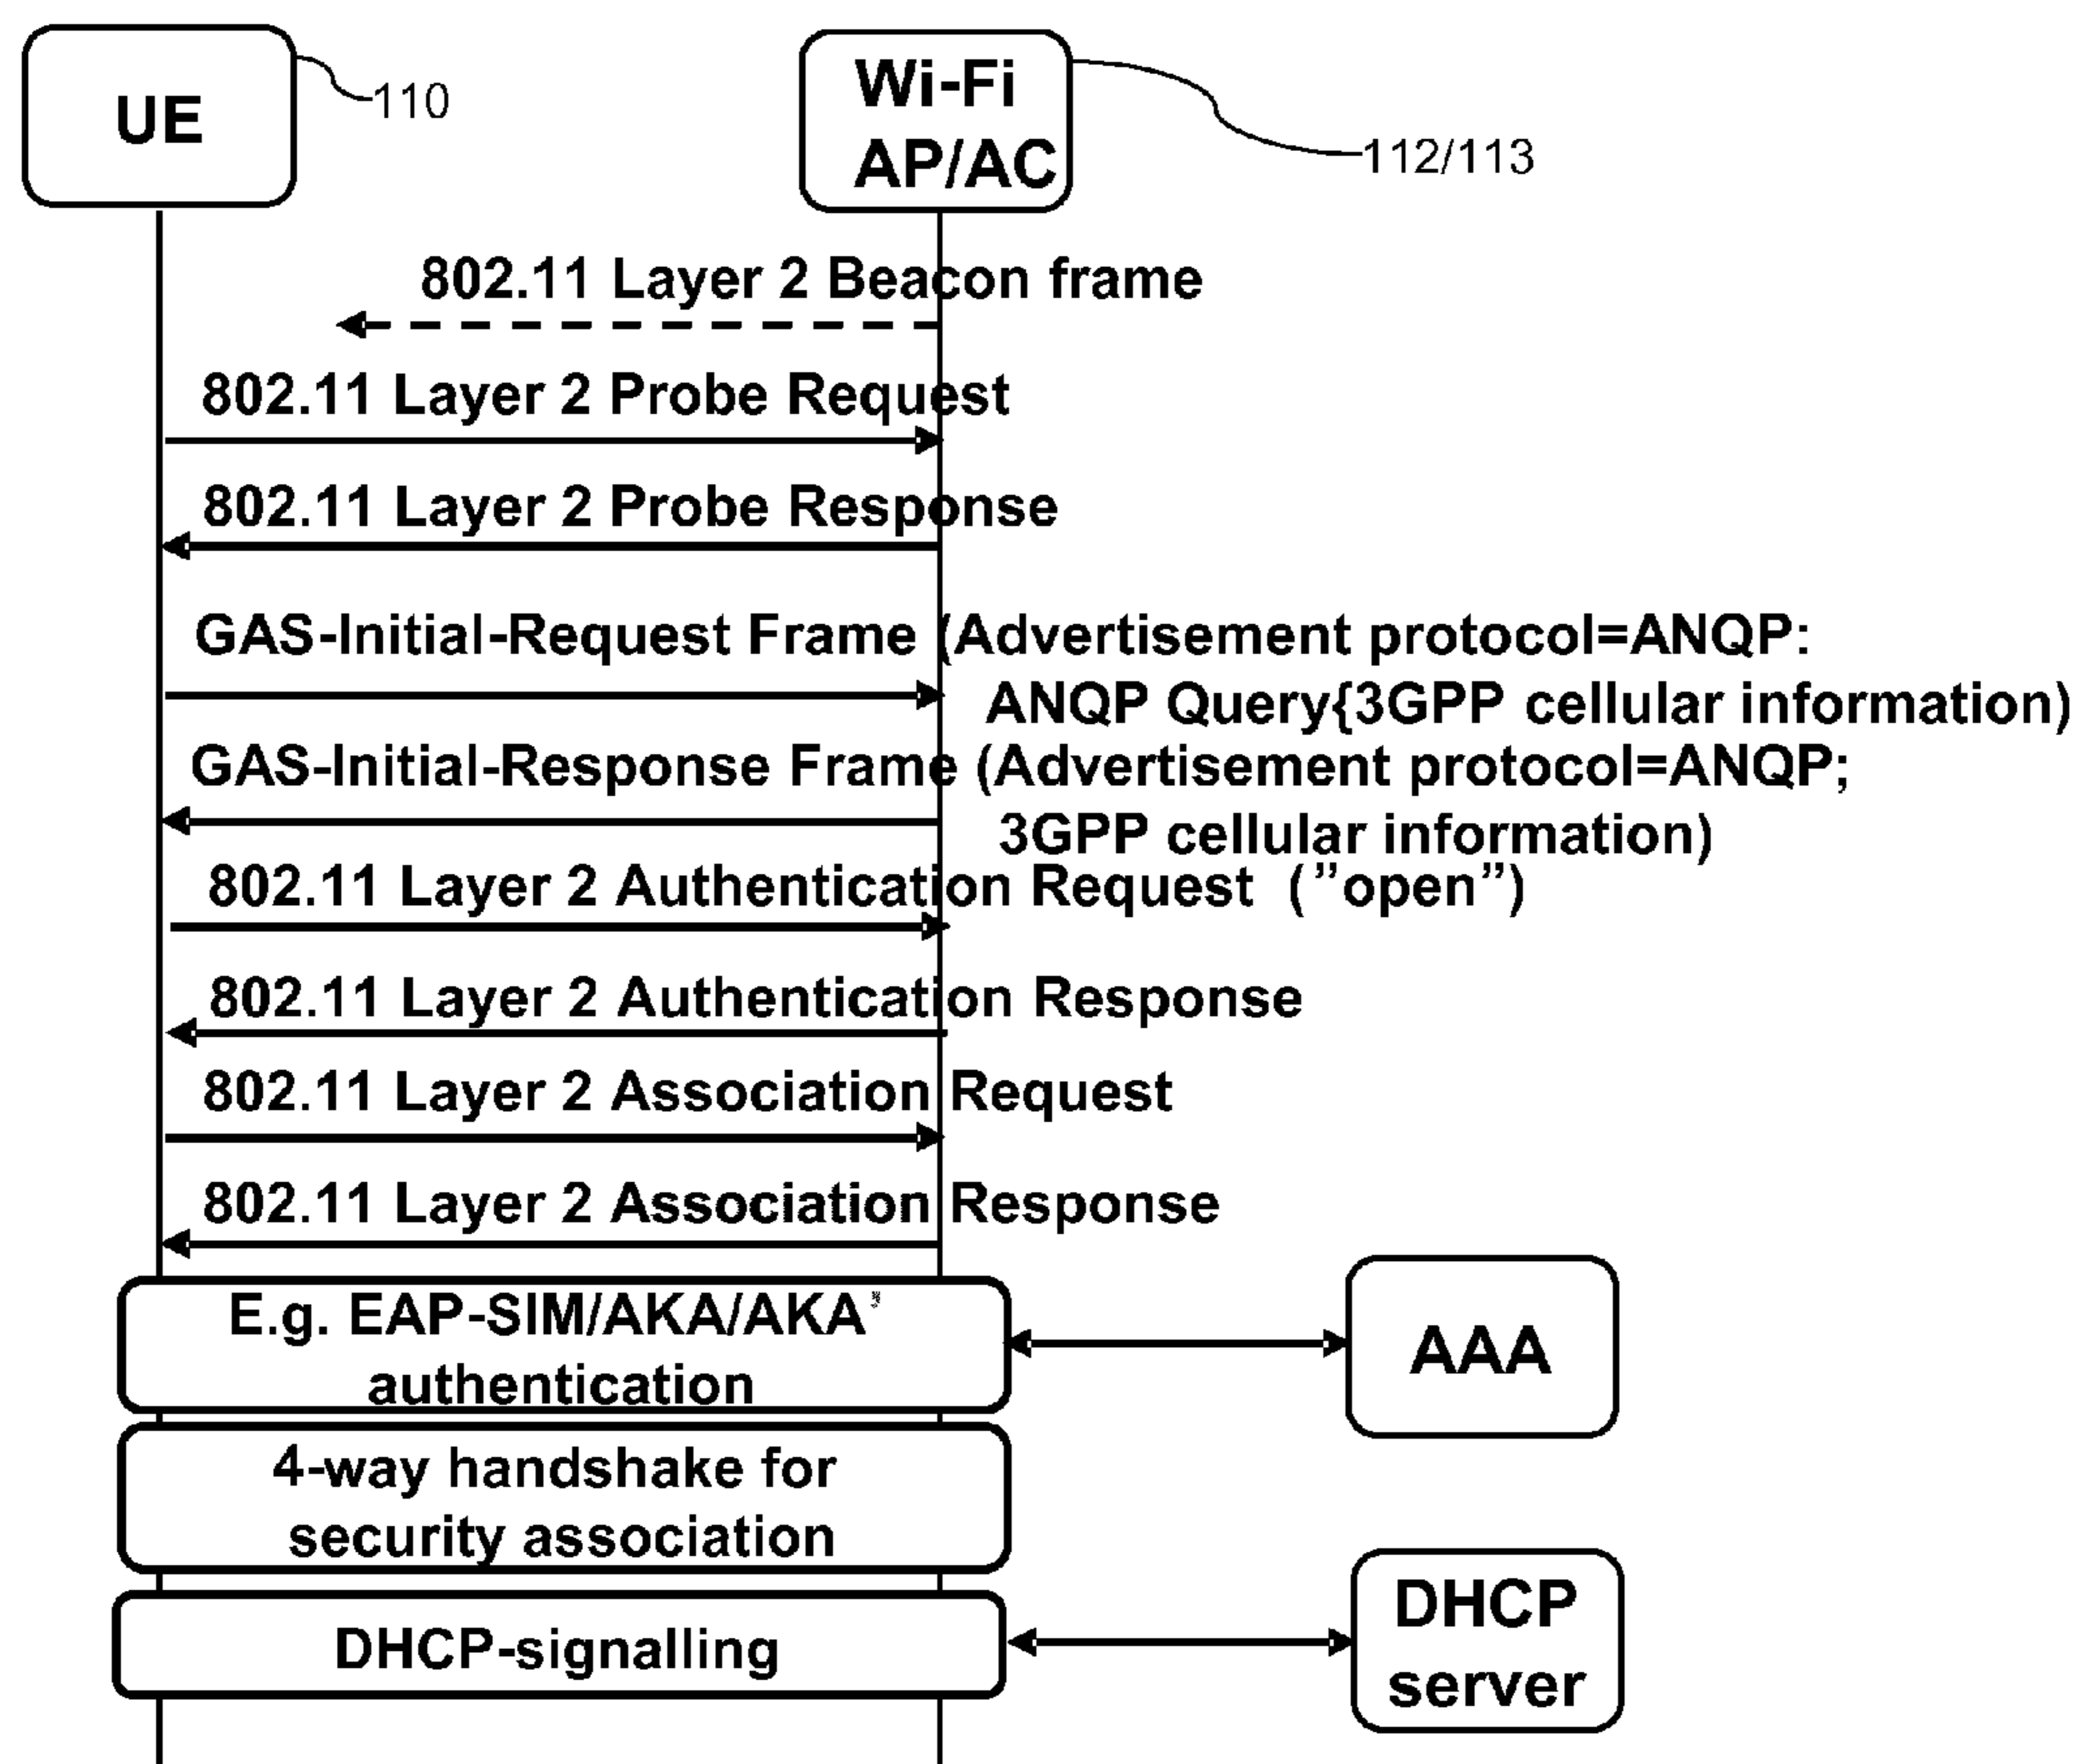 UE
110
Wi-Fi
AP/AC
112/113
802.11 Layer 2 Beacon frame
802.11 Layer 2 Probe Request
802.11 Layer 2 Probe Response
GAS-Initial-Request Frame (Advertisement protocol=ANQP:
ANQP Query{3GPP cellular information)
GAS-Initial-Response Frame (Advertisement protocol=ANQP;
3GPP cellular information)
802.11 Layer 2 Authentication Request (”open”)
802.11 Layer 2 Authentication Response
802.11 Layer 2 Association Request
802.11 Layer 2 Association Response
E.g. EAP-SIM/AKA/AKA’
authentication
AAA
4-way handshake for
security association
DHCP-signalling
DHCP
server